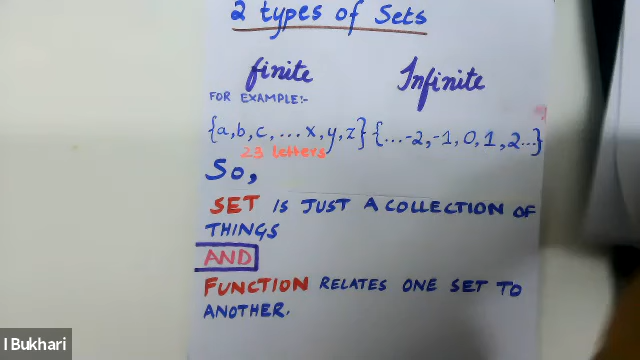 2 types of Sets
finite Infinite
FOR EXAMPLE:-
{a,b,c,...x,y,z} {...-2,-1,0,1,2...}
23 letters
So,
SET IS JUST A COLLECTION OF
THINGS
AND
FUNCTION RELATES ONE SET TO
ANOTHER.
I Bukhari